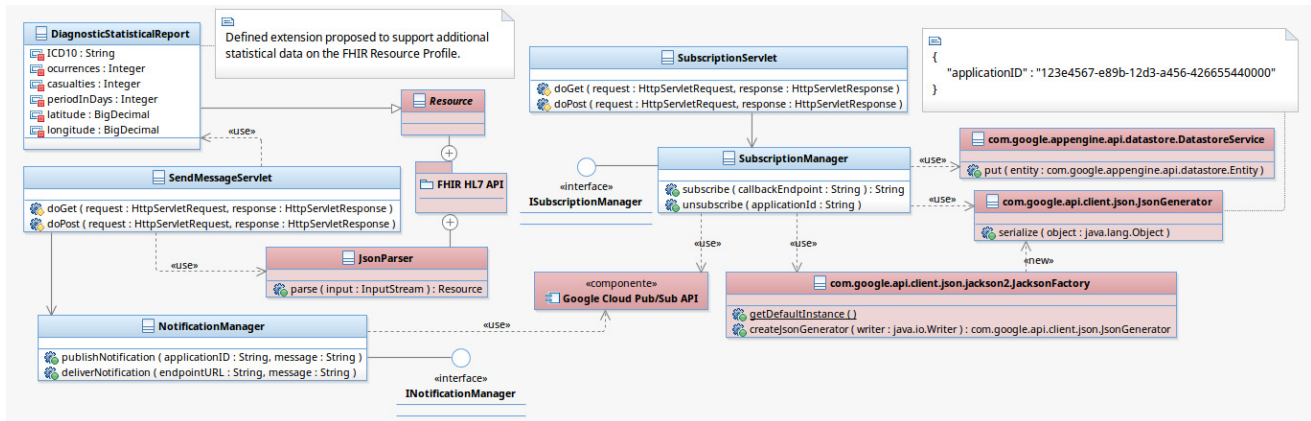 DiagnosticStatisticalReport
ICD10 : String
ocurrences : Integer
casualties : Integer
periodInDays : Integer
latitude : BigDecimal
longitude : BigDecimal
Defined extension proposed to support additional
statistical data on the FHIR Resource Profile.
Resource
«use»
FHIR HL7 API
SendMessageServlet
doGet ( request : HttpServletRequest, response : HttpServletResponse )
doPost ( request : HttpServletRequest, response : HttpServletResponse )
«use»
JsonParser
parse ( input : InputStream ) : Resource
NotificationManager
publishNotification ( applicationID : String, message : String )
deliverNotification ( endpointURL : String, message : String )
«use»
«interface»
INotificationManager
SubscriptionServlet
doGet ( request : HttpServletRequest, response : HttpServletResponse )
doPost ( request : HttpServletRequest, response : HttpServletResponse )
{
"applicationID" : "123e4567-e89b-12d3-a456-426655440000"
}
«interface»
ISubscriptionManager
SubscriptionManager
subscribe ( callbackEndpoint : String ) : String
unsubscribe ( applicationId : String )
«use»
com.google.appengine.api.datastore.DatastoreService
put ( entity : com.google.appengine.api.datastore.Entity )
«use»
com.google.api.client.json.JsonGenerator
serialize ( object : java.lang.Object )
«use»
«use»
«new»
«componente»
Google Cloud Pub/Sub API
com.google.api.client.json.jackson2.JacksonFactory
getDefaultInstance ( )
createJsonGenerator ( writer : java.io.Writer ) : com.google.api.client.json.JsonGenerator